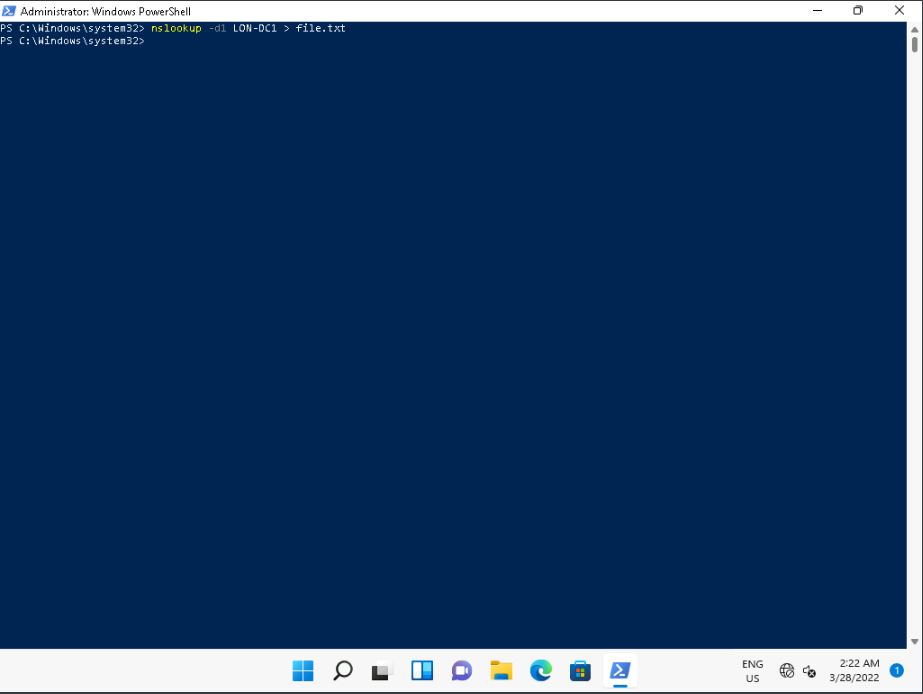 Administrator: Windows PowerShell
PS C:\Windows\system32> nslookup -d1 LON-DC1 > file.txt
PS C:\Windows\system32>
ENG
US
2:22 AM
3/28/2022
1